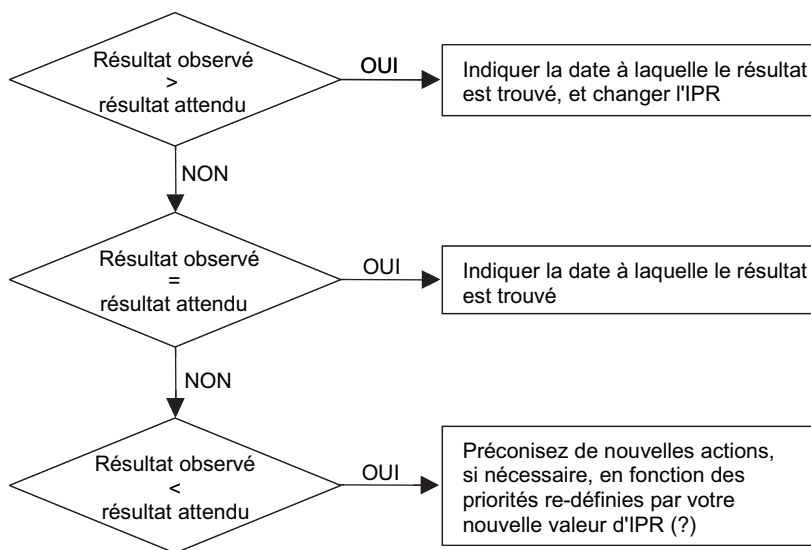 Résultat observé
>
résultat attendu
OUI
Indiquer la date à laquelle le résultat
est trouvé, et changer l'IPR
NON
Résultat observé
=
résultat attendu
OUI
Indiquer la date à laquelle le résultat
est trouvé
NON
Résultat observé
<
résultat attendu
OUI
Préconisez de nouvelles actions,
si nécessaire, en fonction des
priorités re-définies par votre
nouvelle valeur d'IPR (?)